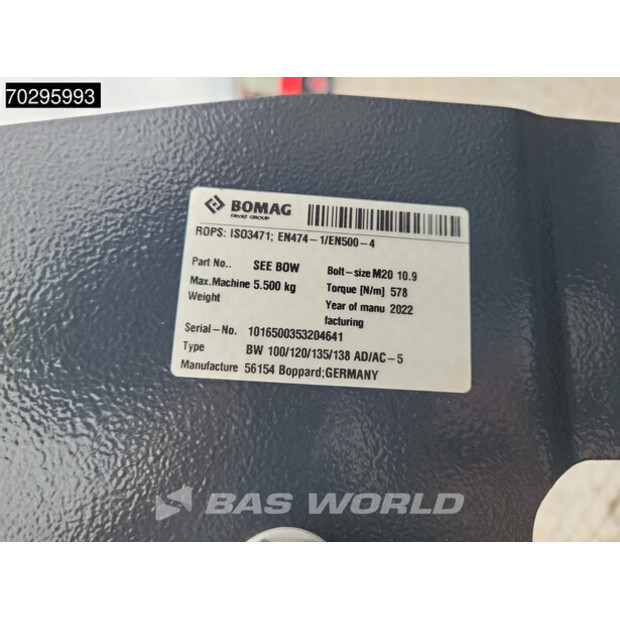 70295993
BOMAG
FAYAT GROUP
ROPS: ISO3471; EN474-1/EN500-4
Part No.. SEE BOW Bolt-size M20 10.9
Max.Machine 5.500 kg Torque [N/m] 578
Weight Year of manu 2022
facturing
Serial-No. 1016500353204641
Type BW 100/120/135/138 AD/AC-5
Manufacture 56154 Boppard;GERMANY
BAS WORLD